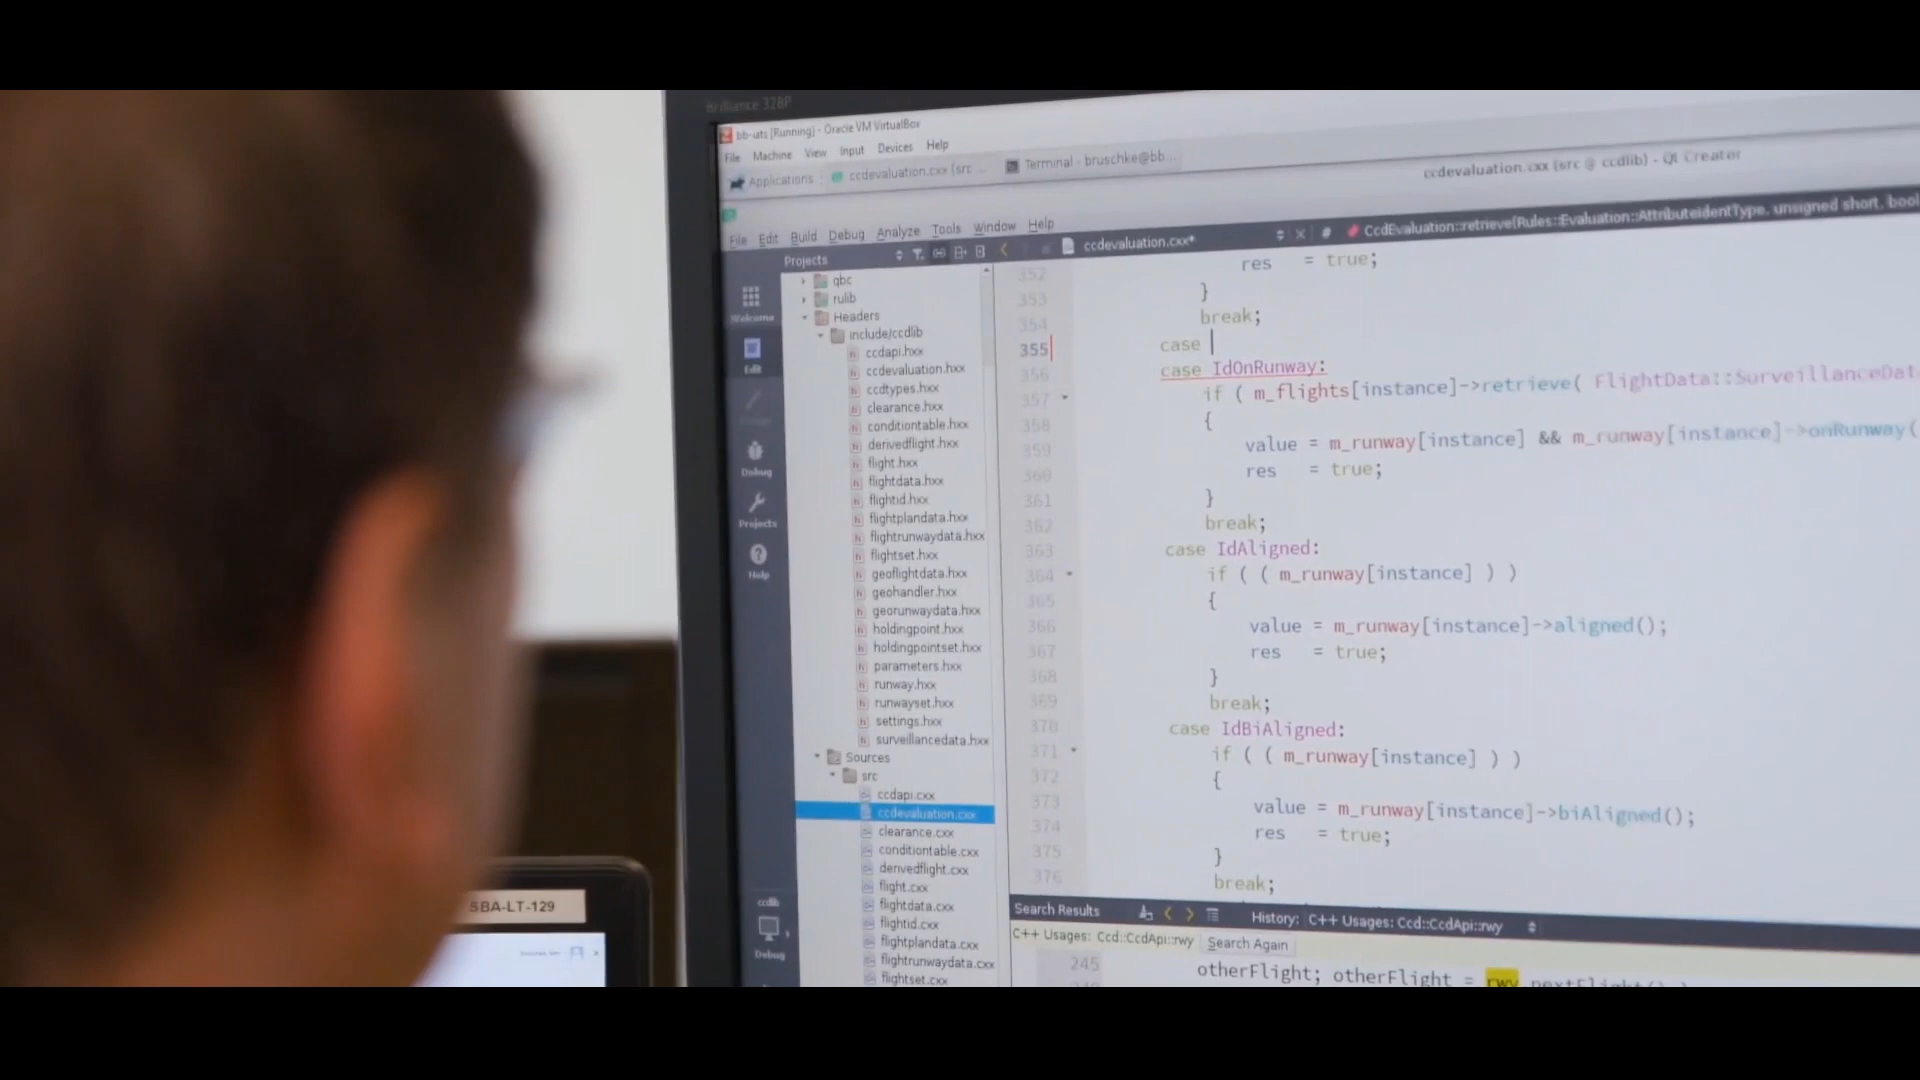 Brilliance 328P
bb-iats [Running] - Oracle VM VirtualBox
File Machine View Input Devices Help
Applications ccdevaluation.cxx (src ... Terminal - bruschke@bb...
ccdevaluation.cxx (src @ ccdlib) - Qt Creator
File Edit Build Debug Analyze Tools Window Help
Projects ccdevaluation.cxx* # CcdEvaluation::retrieve(Rules::Evaluation::AttributeIdentType, unsigned short, bool
Welcome
Edit
Debug
Projects
Help
ccdlib
Debug
qbc
rulib
Headers
include/ccdlib
ccdapi.hxx
ccdevaluation.hxx
ccdtypes.hxx
clearance.hxx
conditiontable.hxx
derivedflight.hxx
flight.hxx
flightdata.hxx
flightid.hxx
flightplandata.hxx
flightrunwaydata.hxx
flightset.hxx
geoflightdata.hxx
geohandler.hxx
georunwaydata.hxx
holdingpoint.hxx
holdingpointset.hxx
parameters.hxx
runway.hxx
runwayset.hxx
settings.hxx
surveillancedata.hxx
Sources
src
ccdapi.cxx
ccdevaluation.cxx
clearance.cxx
conditiontable.cxx
derivedflight.cxx
flight.cxx
flightdata.cxx
flightid.cxx
flightplandata.cxx
flightrunwaydata.cxx
flightset.cxx
352 res = true;
353 }
354 break;
355 case
356 case IdOnRunway:
357 if ( m_flights[instance]->retrieve( FlightData::SurveillanceDat
358 {
359 value = m_runway[instance] && m_runway[instance]->onRunway(
360 res = true;
361 }
362 break;
363 case IdAligned:
364 if ( ( m_runway[instance] ) )
365 {
366 value = m_runway[instance]->aligned();
367 res = true;
368 }
369 break;
370 case IdBiAligned:
371 if ( ( m_runway[instance] ) )
372 {
373 value = m_runway[instance]->biAligned();
374 res = true;
375 }
376 break;
Search Results History: C++ Usages: Ccd::CcdApi::rwy
C++ Usages: Ccd::CcdApi::rwy Search Again
245 otherFlight; otherFlight = rwy nextFlight()
SBA-LT-129